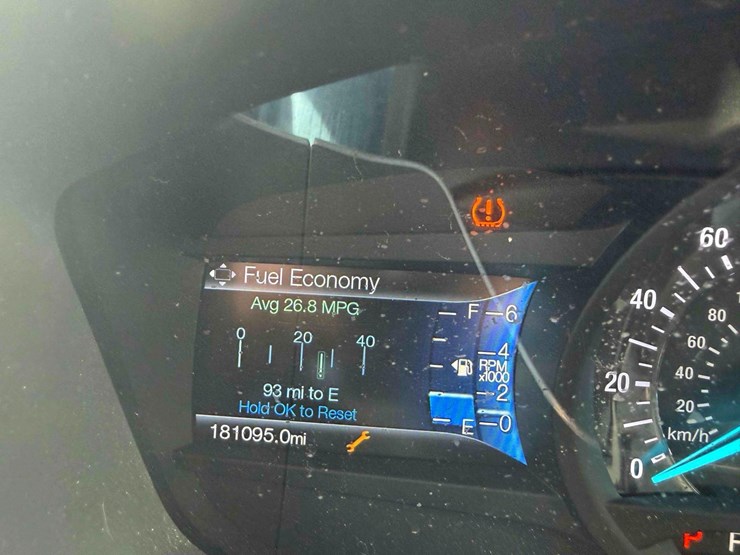 Fuel Economy
Avg 26.8 MPG
0 20 40
93 mi to E
Hold OK to Reset
181095.0mi
F
E
6
4
RPM
x1000
2
0
60
40
20
0
80
60
40
20
km/h